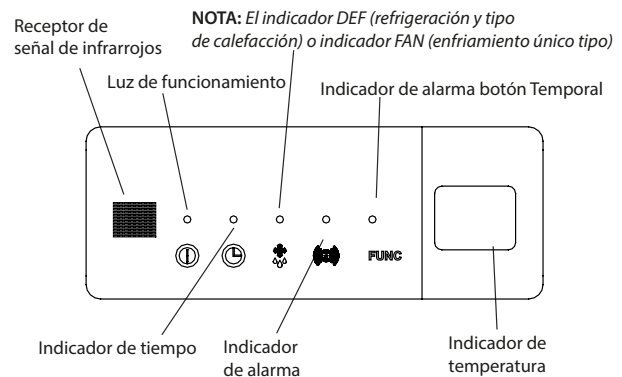 Receptor de
señal de infrarrojos
NOTA: El indicador DEF (refrigeración y tipo
de calefacción) o indicador FAN (enfriamiento único tipo)
Luz de funcionamiento
Indicador de alarma botón Temporal
FUNC
Indicador de tiempo
Indicador
de alarma
Indicador de
temperatura